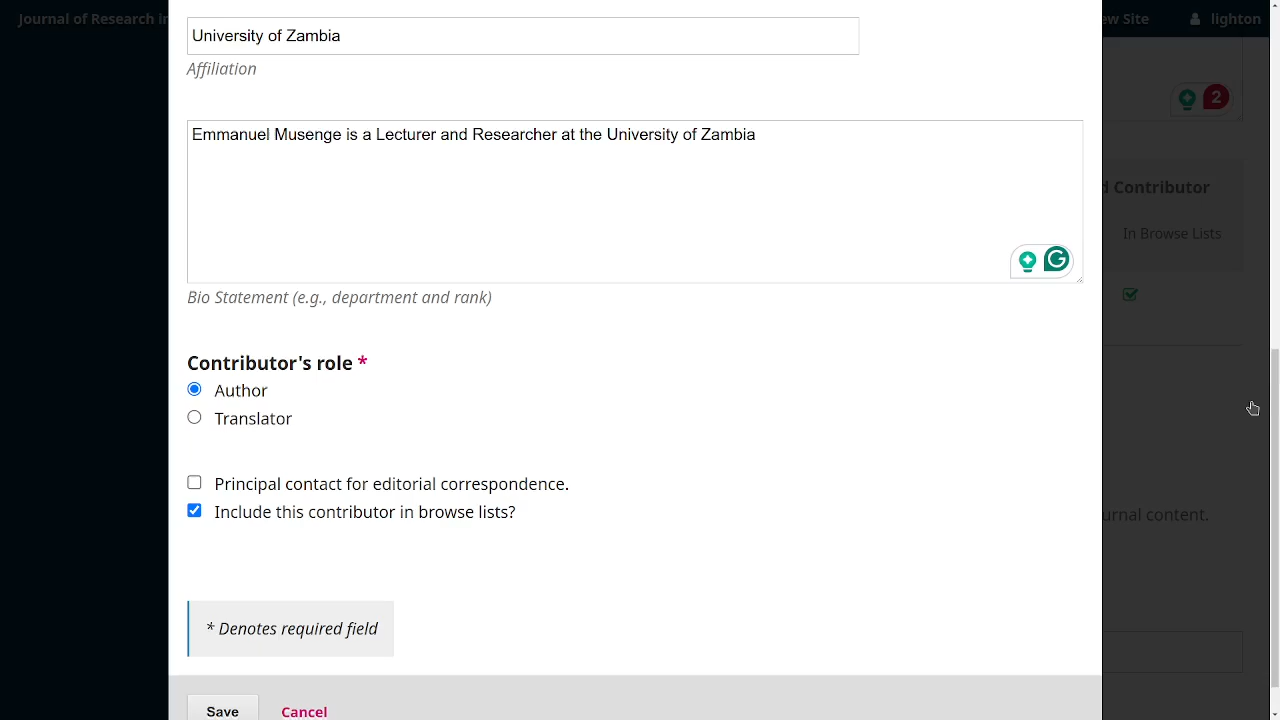 Journal of Research in
ew Site
lighton
University of Zambia
Affiliation
2
Emmanuel Musenge is a Lecturer and Researcher at the University of Zambia
d Contributor
In Browse Lists
Bio Statement (e.g., department and rank)
Contributor's role *
Author
Translator
Principal contact for editorial correspondence.
Include this contributor in browse lists?
urnal content.
* Denotes required field
Save
Cancel